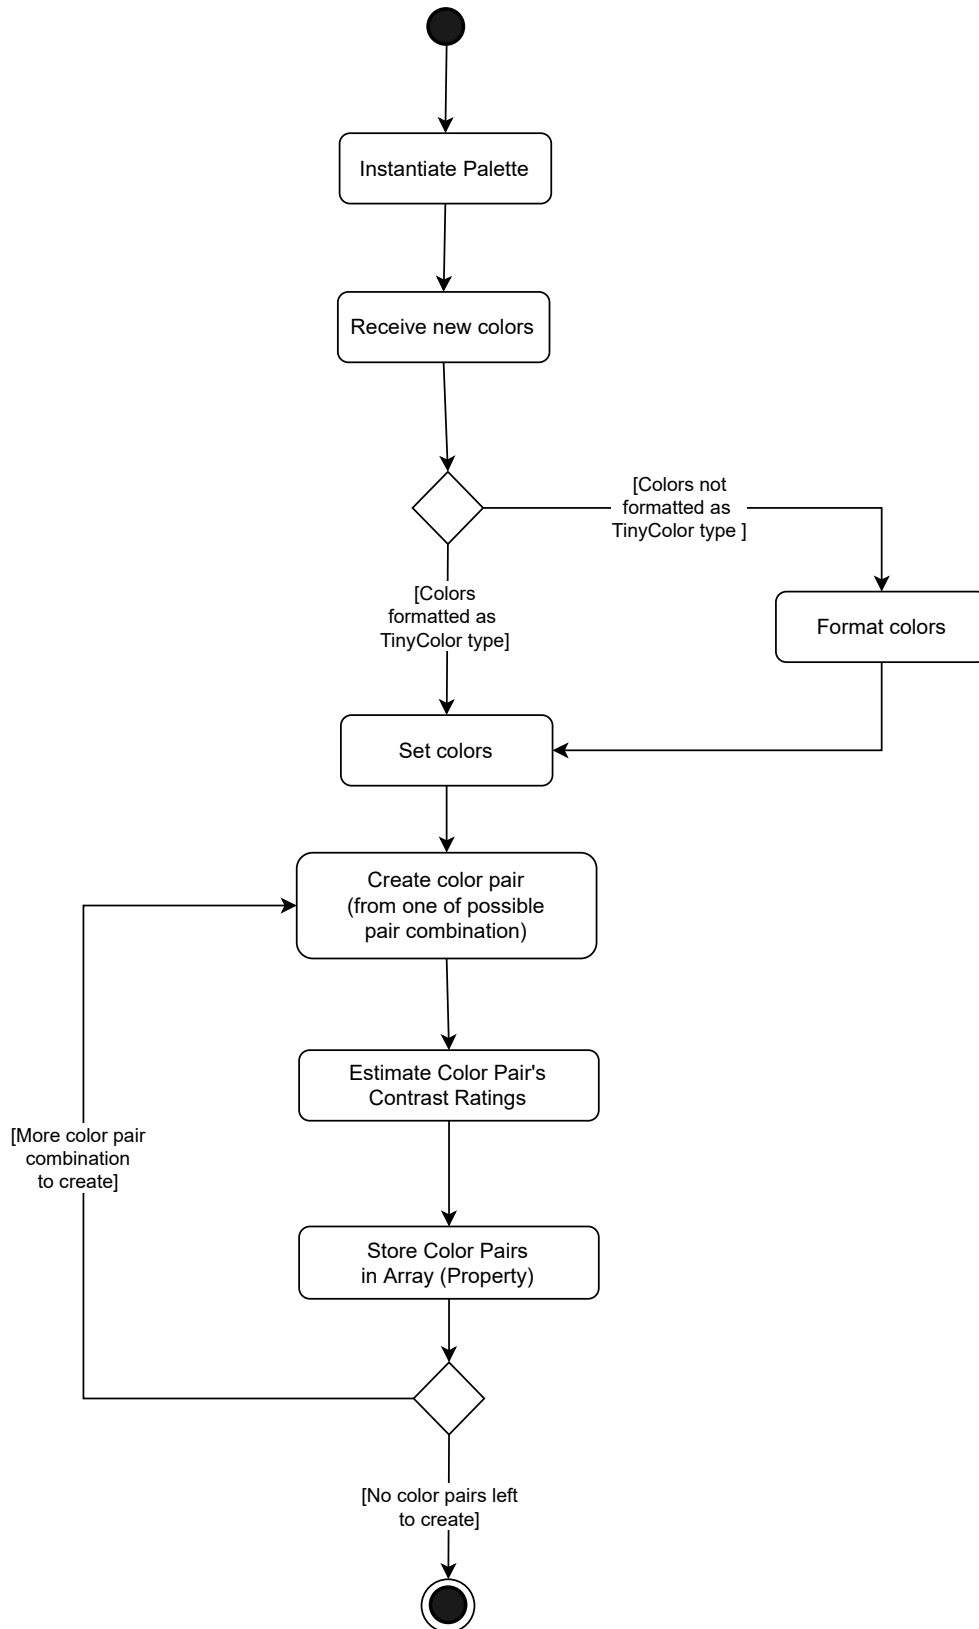 Instantiate Palette
Receive new colors
[Colors not
formatted as
TinyColor type ]
[Colors
formatted as
TinyColor type]
Format colors
Set colors
Create color pair
(from one of possible
pair combination)
Estimate Color Pair's
Contrast Ratings
[More color pair
combination
to create]
Store Color Pairs
in Array (Property)
[No color pairs left
to create]